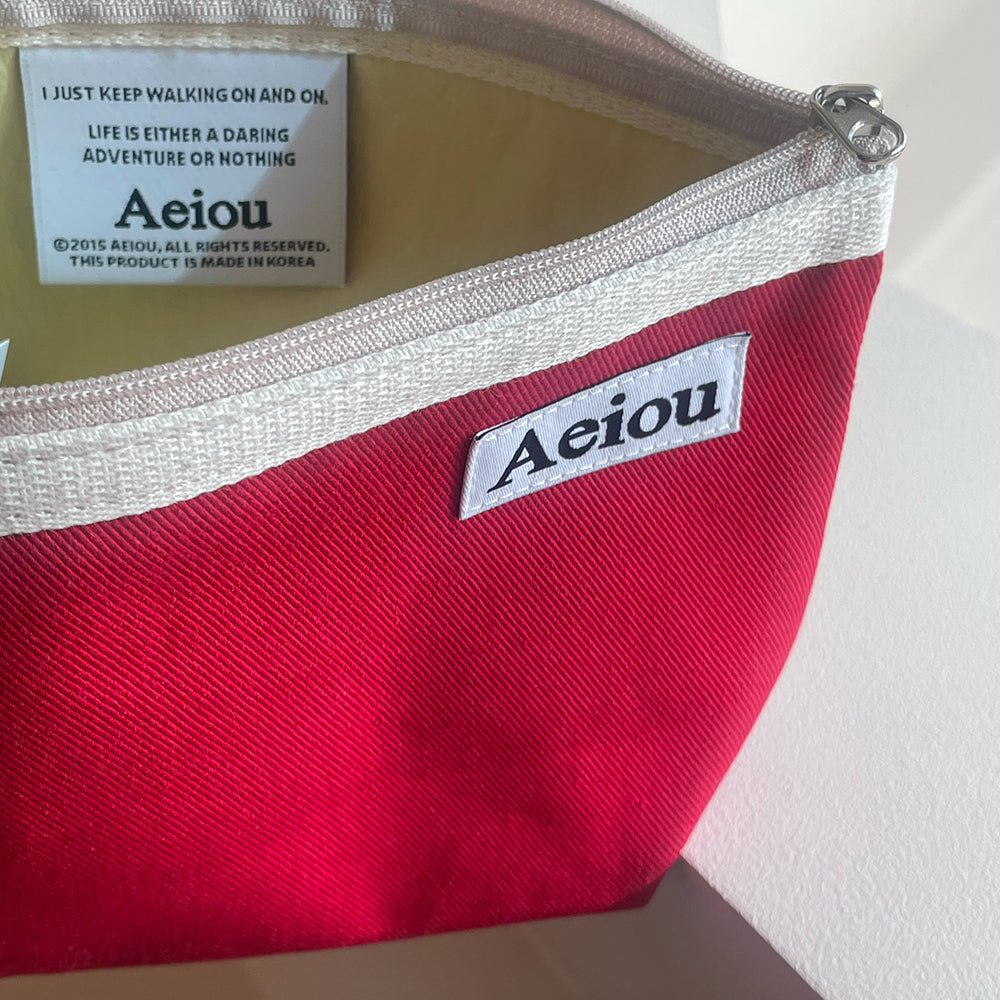 I JUST KEEP WALKING ON AND ON.
LIFE IS EITHER A DARING
ADVENTURE OR NOTHING
Aeiou
©2015 AEIOU, ALL RIGHTS RESERVED.
THIS PRODUCT IS MADE IN KOREA
Aeiou